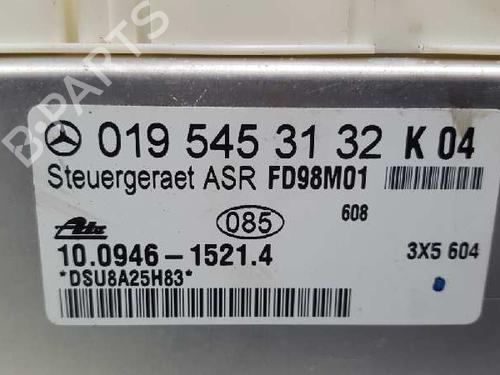 B-PARTS
019 545 31 32 K 04
Steuergeraet ASR FD98M01
085 608
Ate
10.0946-1521.4 3X5 604
*DSU8A25H83*